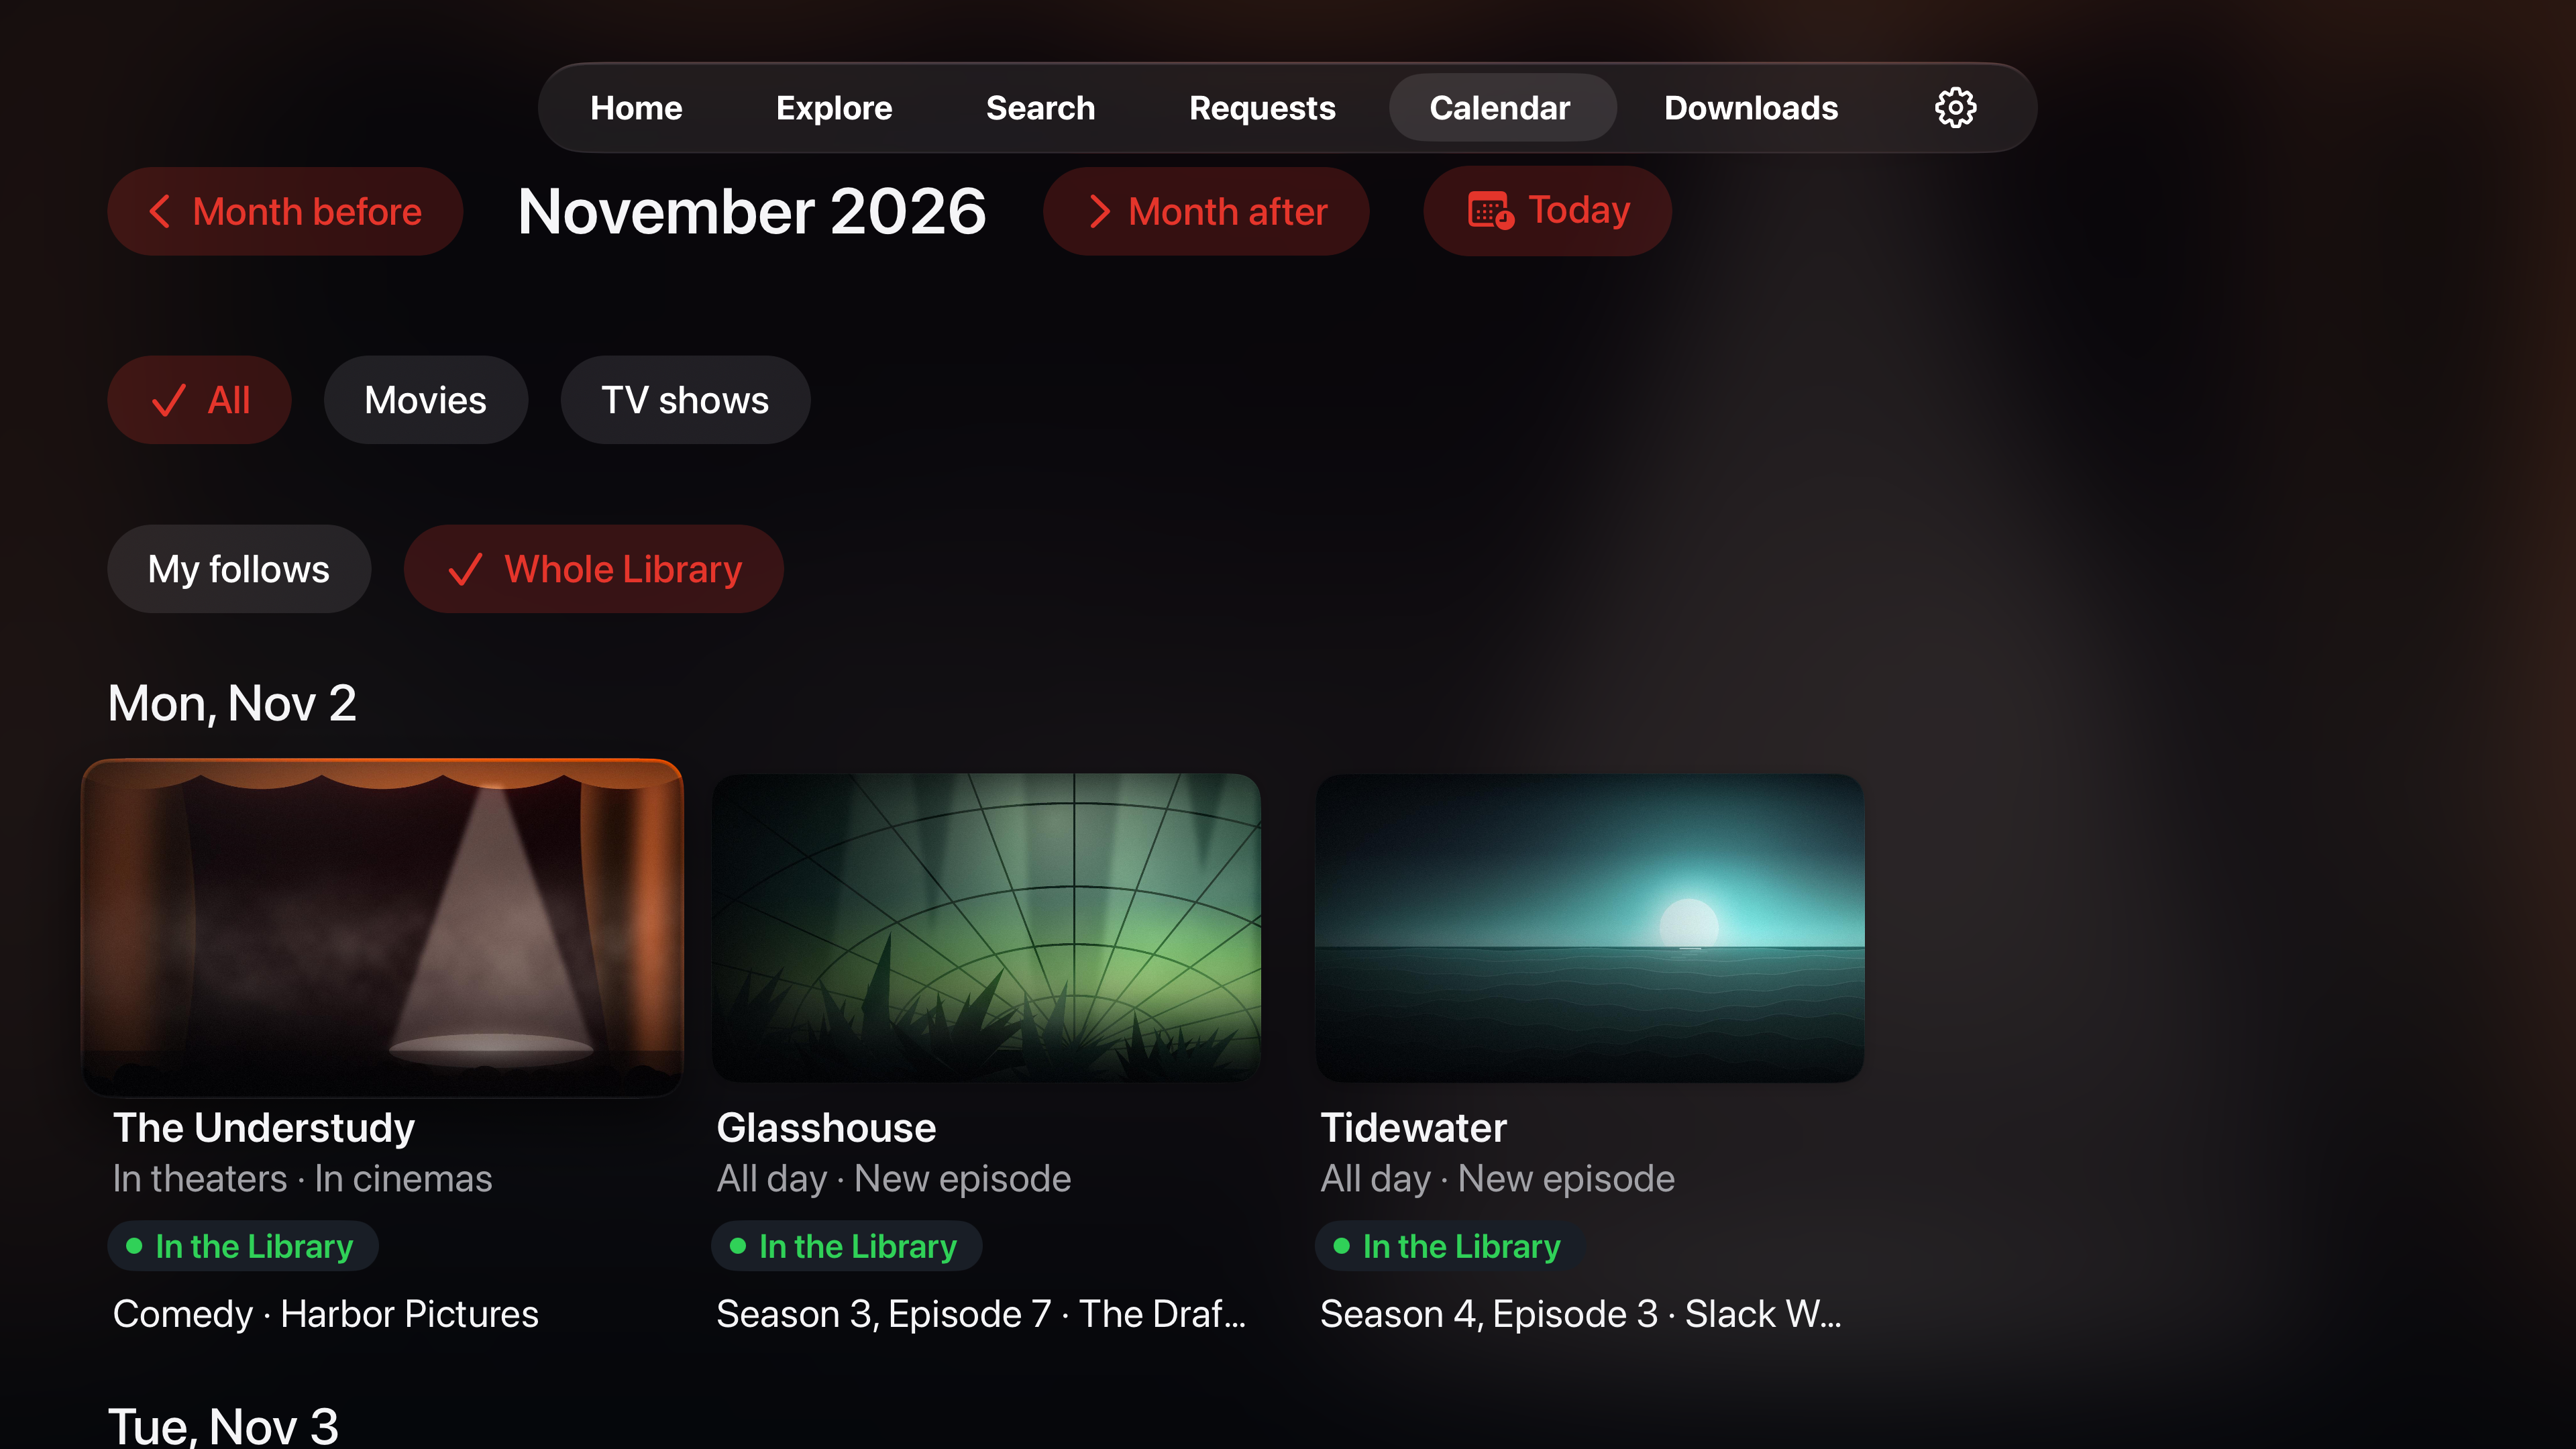 Home Explore Search Requests Calendar Downloads
Month before November 2026 Month after Today
All Movies TV shows
My follows Whole Library
Mon, Nov 2
The Understudy
In theaters · In cinemas
In the Library
Comedy · Harbor Pictures
Glasshouse
All day · New episode
In the Library
Season 3, Episode 7 · The Draf...
Tidewater
All day · New episode
In the Library
Season 4, Episode 3 · Slack W...
Tue, Nov 3